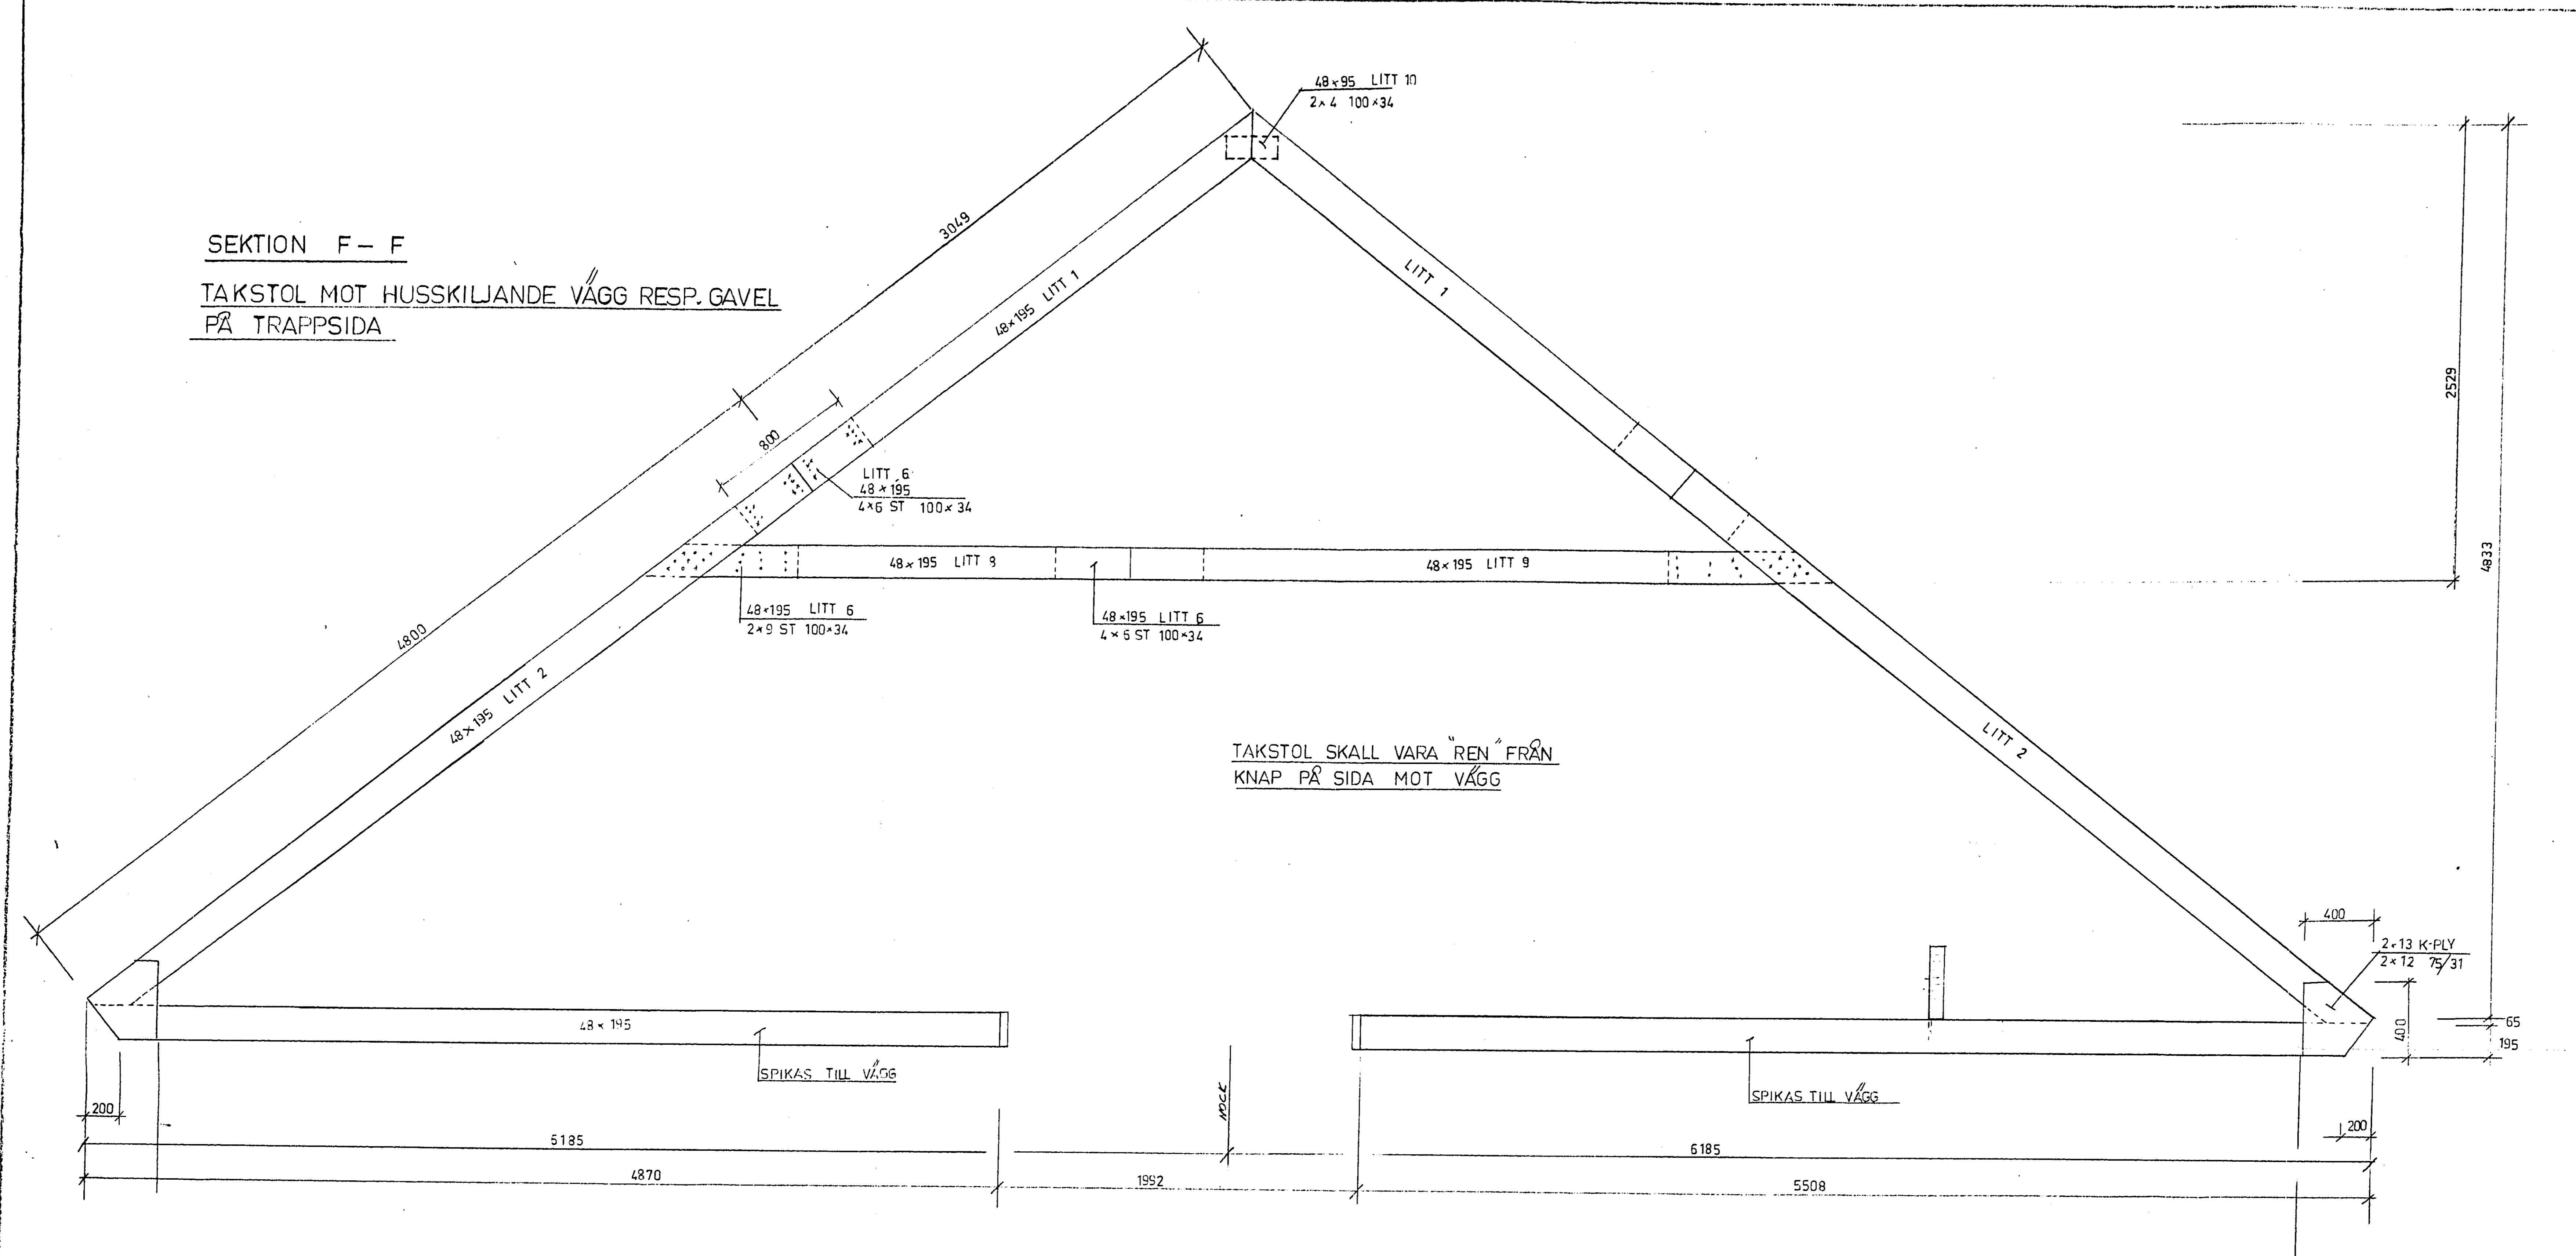 48×95 LITT 10
2×4 100×34
3049
SEKTION F – F
TAKSTOL MOT HUSSKILJANDE VÄGG RESP. GAVEL
PÅ TRAPPSIDA
48×195 LITT 1
LITT 1
2529
800
LITT 6
48×195
4×6 ST 100×34
4833
48×195 LITT 9
48×195 LITT 9
48×195 LITT 6
2×9 ST 100×34
48×195 LITT 6
4×6 ST 100×34
4800
48×195 LITT 2
LITT 2
TAKSTOL SKALL VARA "REN" FRÅN
KNAP PÅ SIDA MOT VÄGG
400
2×13 K-PLY
2×12 75/31
48×195
400
65
195
SPIKAS TILL VÄGG
SPIKAS TILL VÄGG
NOCK
200
200
6185
4870
1992
5508